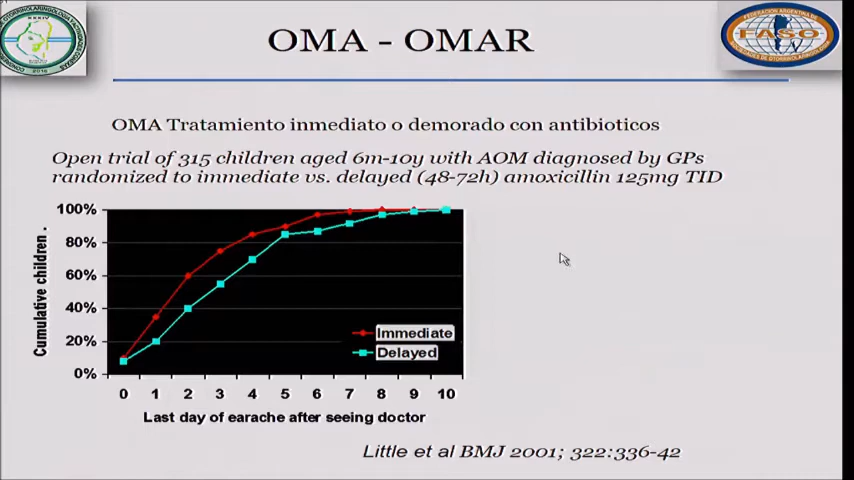 OMA - OMAR
FASO
OMA Tratamiento inmediato o demorado con antibioticos
Open trial of 315 children aged 6m-10y with AOM diagnosed by GPs
randomized to immediate vs. delayed (48-72h) amoxicillin 125mg TID
Cumulative children .
100%
80%
60%
40%
20%
0%
Immediate
Delayed
0 1 2 3 4 5 6 7 8 9 10
Last day of earache after seeing doctor
Little et al BMJ 2001; 322:336-42